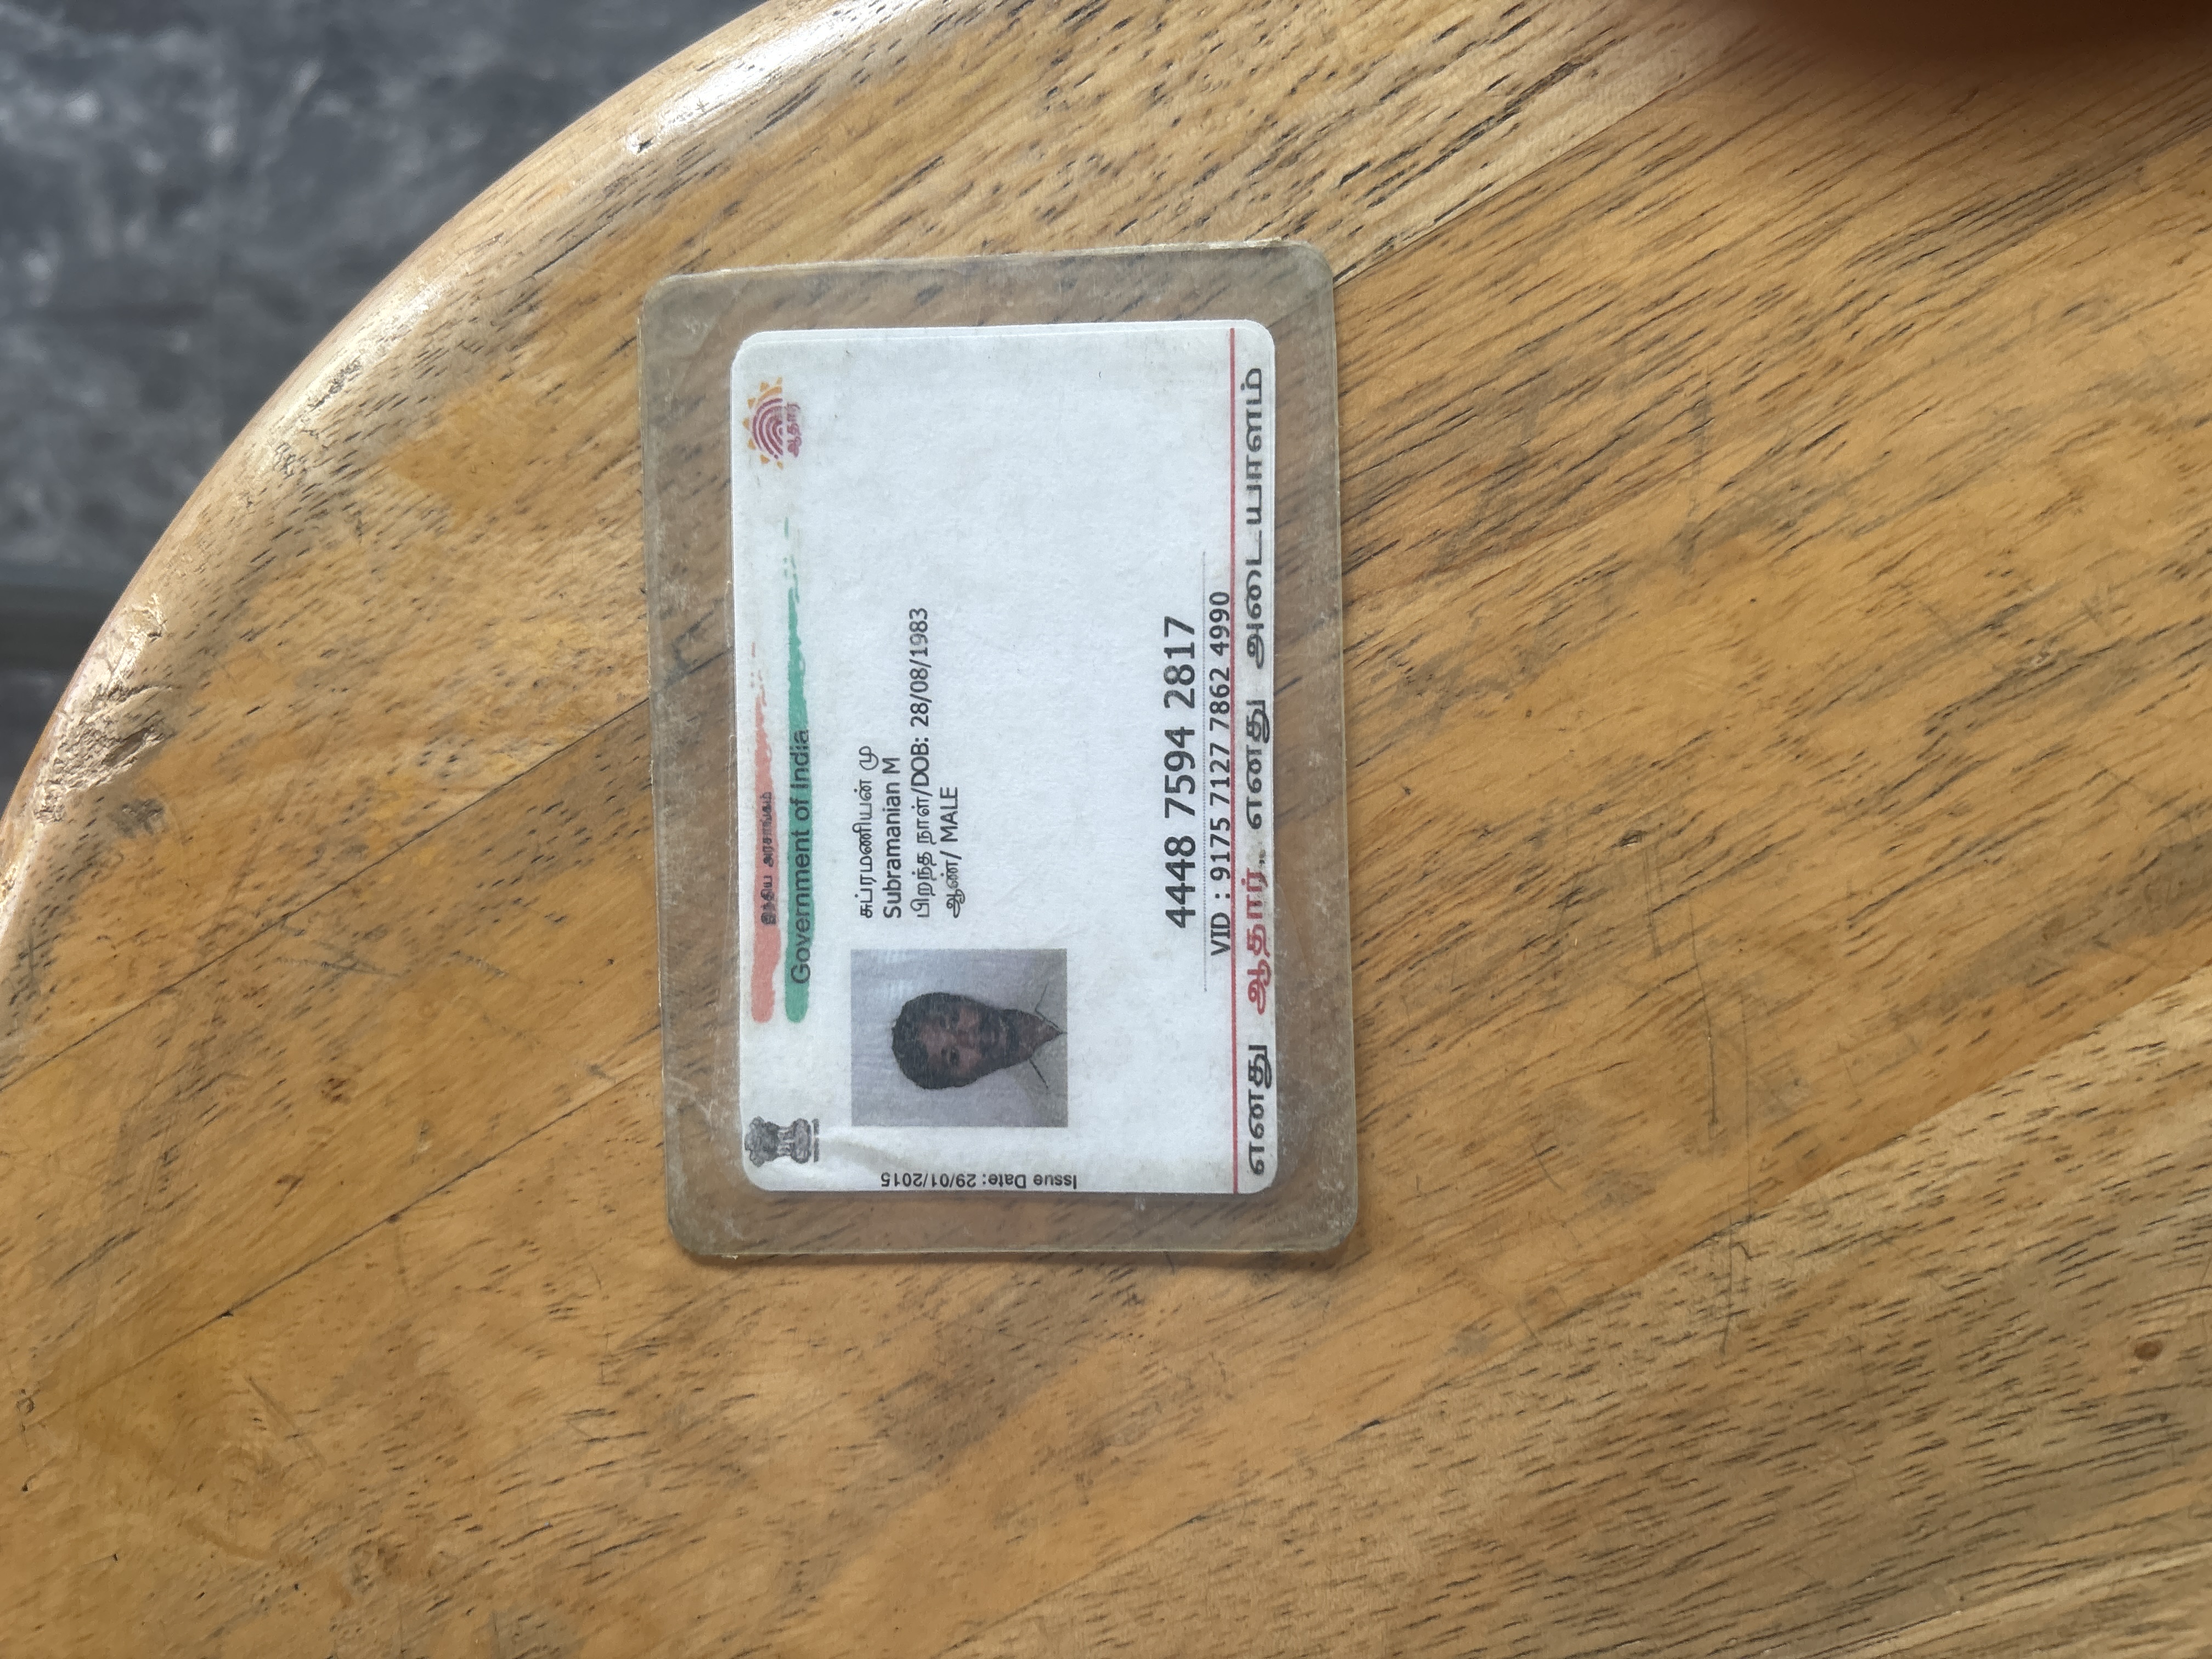 இந்திய அரசாங்கம்
Government of India
ஆதார்
சுப்ரமணியன் மு
Subramanian M
பிறந்த நாள்/DOB: 28/08/1983
ஆண்/ MALE
Issue Date: 29/01/2015
4448 7594 2817
VID : 9175 7127 7862 4990
எனது ஆதார், எனது அடையாளம்